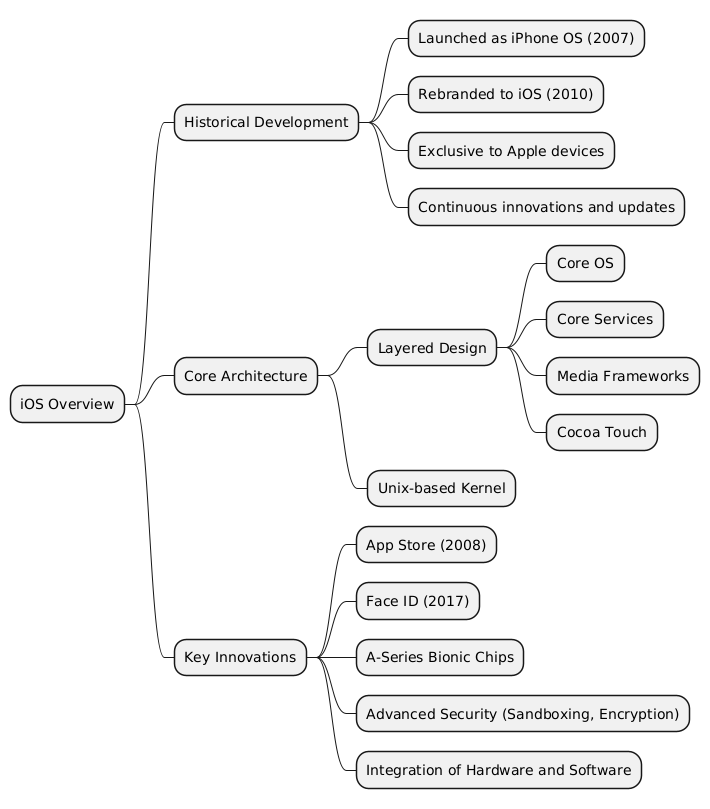 iOS Overview
Historical Development
Launched as iPhone OS (2007)
Rebranded to iOS (2010)
Exclusive to Apple devices
Continuous innovations and updates
Core Architecture
Layered Design
Core OS
Core Services
Media Frameworks
Cocoa Touch
Unix-based Kernel
Key Innovations
App Store (2008)
Face ID (2017)
A-Series Bionic Chips
Advanced Security (Sandboxing, Encryption)
Integration of Hardware and Software